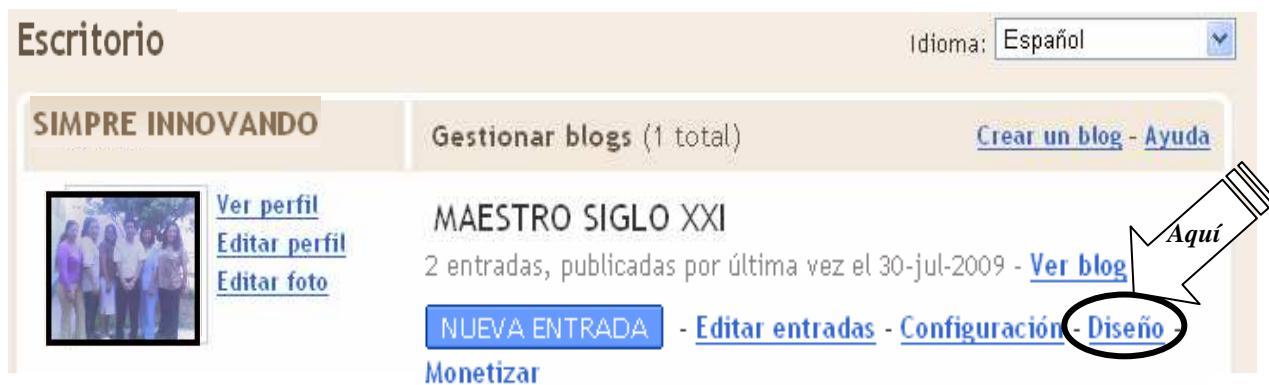 Escritorio
Idioma: Español
SIMPRE INNOVANDO
Gestionar blogs (1 total)
Crear un blog - Ayuda
Ver perfil
Editar perfil
Editar foto
MAESTRO SIGLO XXI
Aquí
2 entradas, publicadas por última vez el 30-jul-2009 - Ver blog
NUEVA ENTRADA - Editar entradas - Configuración - Diseño -
Monetizar